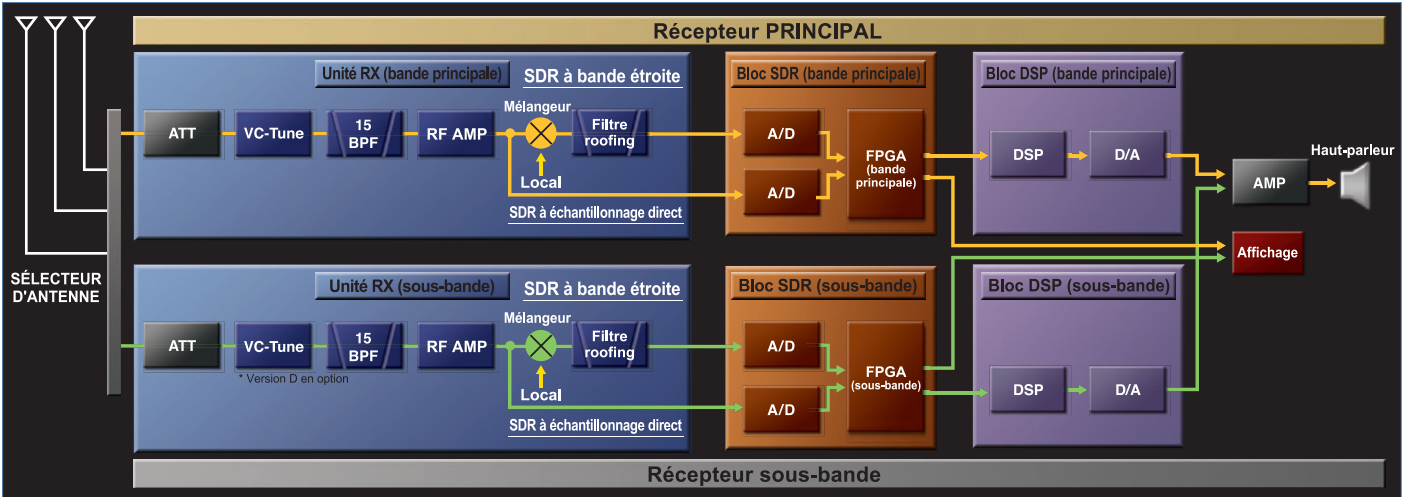 Récepteur PRINCIPAL
Unité RX (bande principale)
SDR à bande étroite
Bloc SDR (bande principale)
Bloc DSP (bande principale)
ATT
VC-Tune
15
BPF
RF AMP
Mélangeur
Filtre
roofing
Local
SDR à échantillonnage direct
A/D
A/D
FPGA
(bande
principale)
DSP
D/A
AMP
Haut-parleur
Affichage
SÉLECTEUR
D'ANTENNE
Unité RX (sous-bande)
SDR à bande étroite
Bloc SDR (sous-bande)
Bloc DSP (sous-bande)
ATT
VC-Tune
* Version D en option
15
BPF
RF AMP
Mélangeur
Filtre
roofing
Local
SDR à échantillonnage direct
A/D
A/D
FPGA
(sous-bande)
DSP
D/A
Récepteur sous-bande